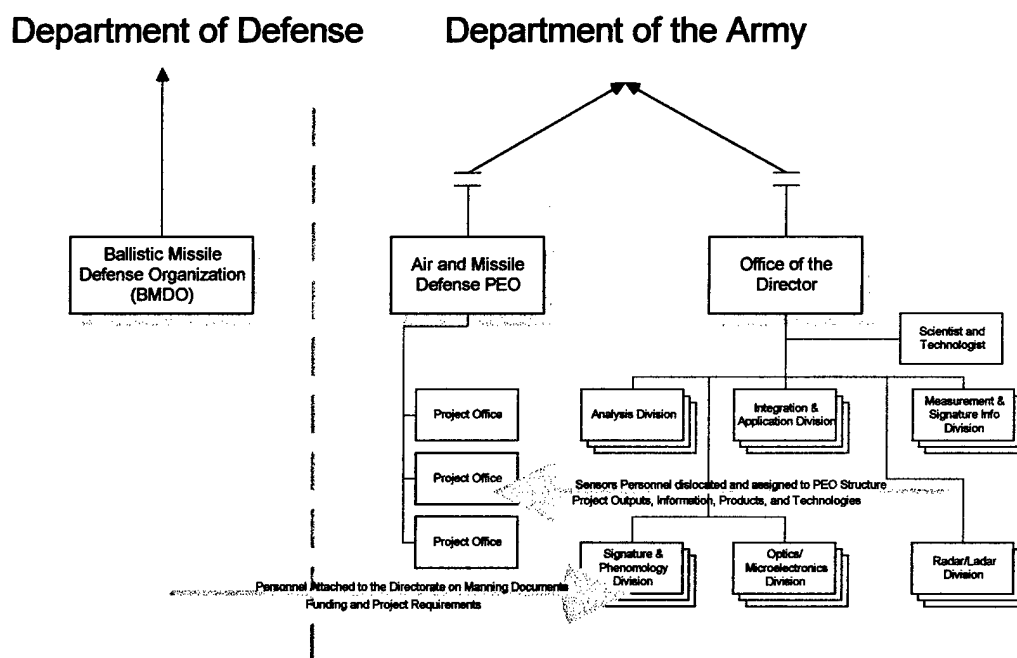 Department of Defense
Department of the Army
Ballistic Missile
Defense Organization
(BMDO)
Air and Missile
Defense PEO
Office of the
Director
Scientist and
Technologist
Project Office
Analysis Division
Integration &
Application Division
Measurement &
Signature Info
Division
Project Office
Sensors Personnel dislocated and assigned to PEO Structure
Project Outputs, Information, Products, and Technologies
Project Office
Signature &
Phenomology
Division
Optics/
Microelectronics
Division
Radar/Ladar
Division
Personnel Attached to the Directorate on Manning Documents
Funding and Project Requirements